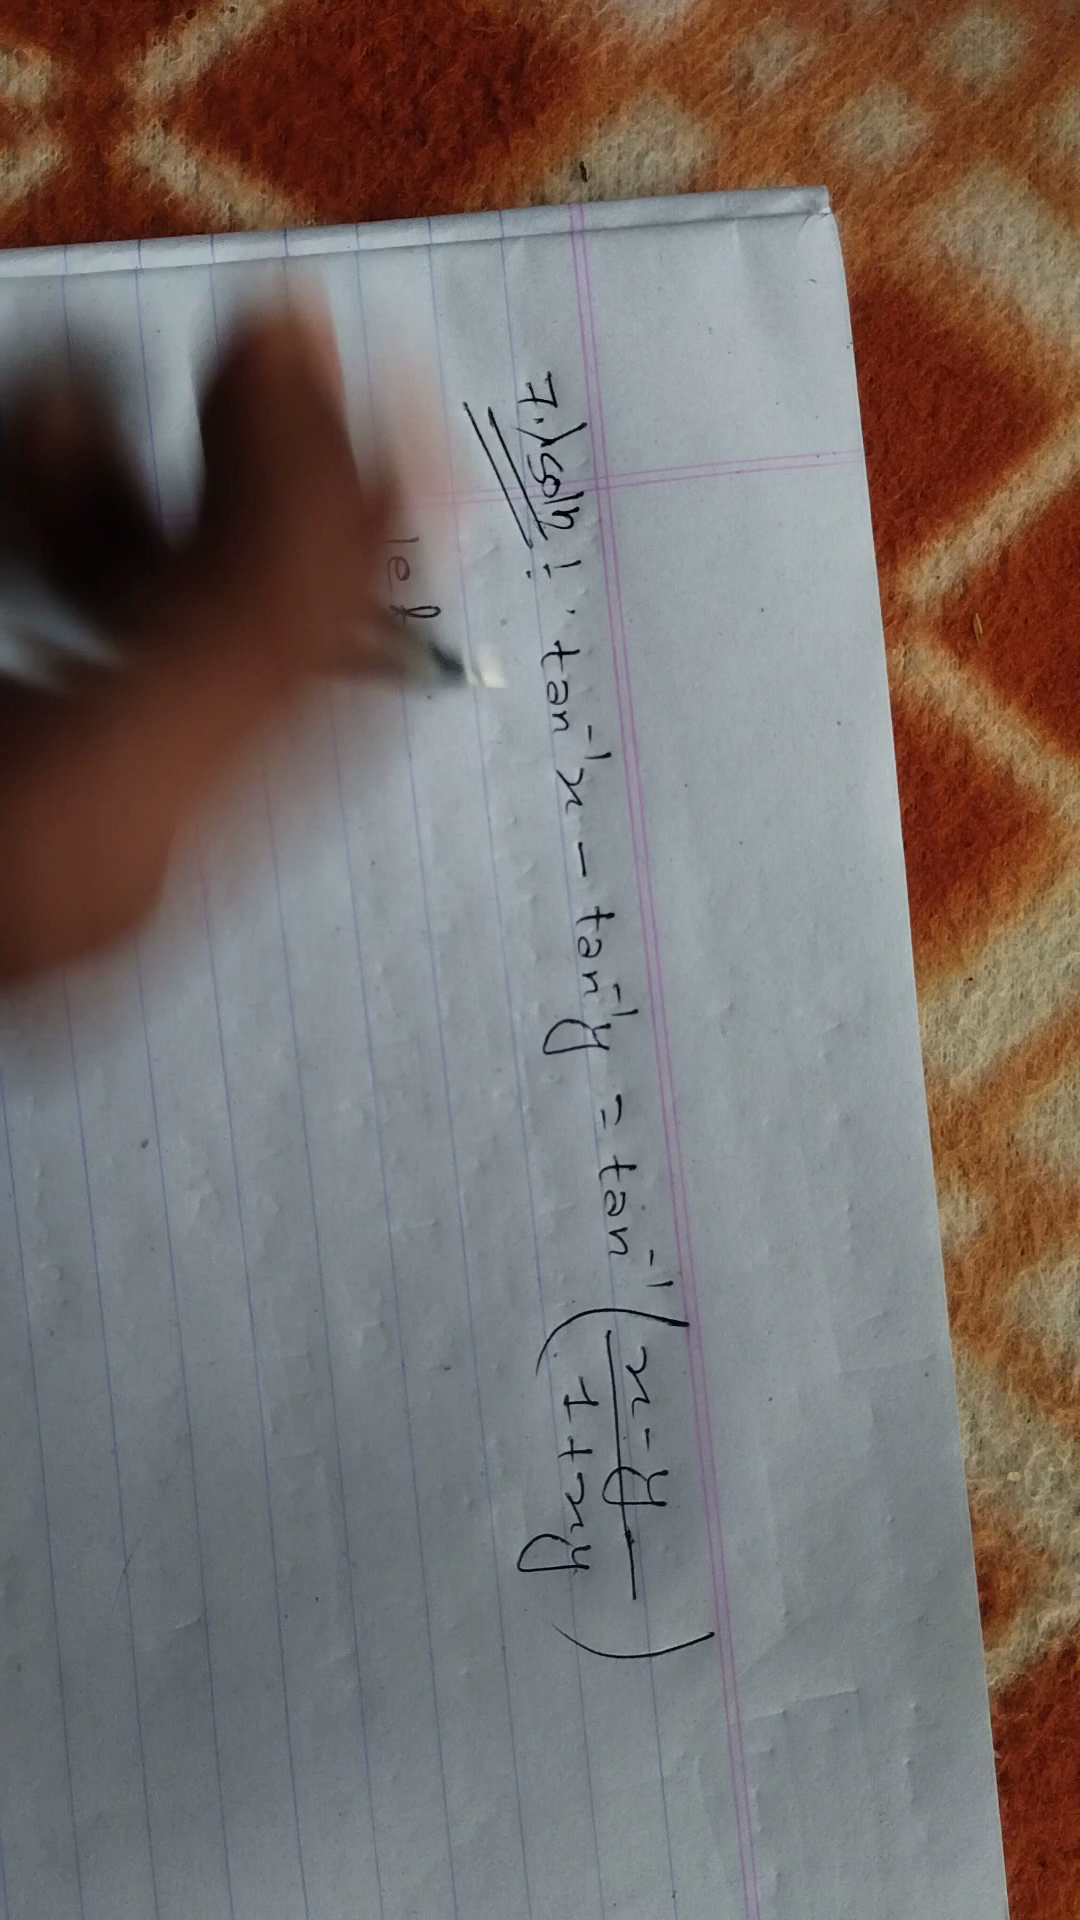 7.) soln :- tan⁻¹x - tan⁻¹y = tan⁻¹(x-y/1+xy)
let